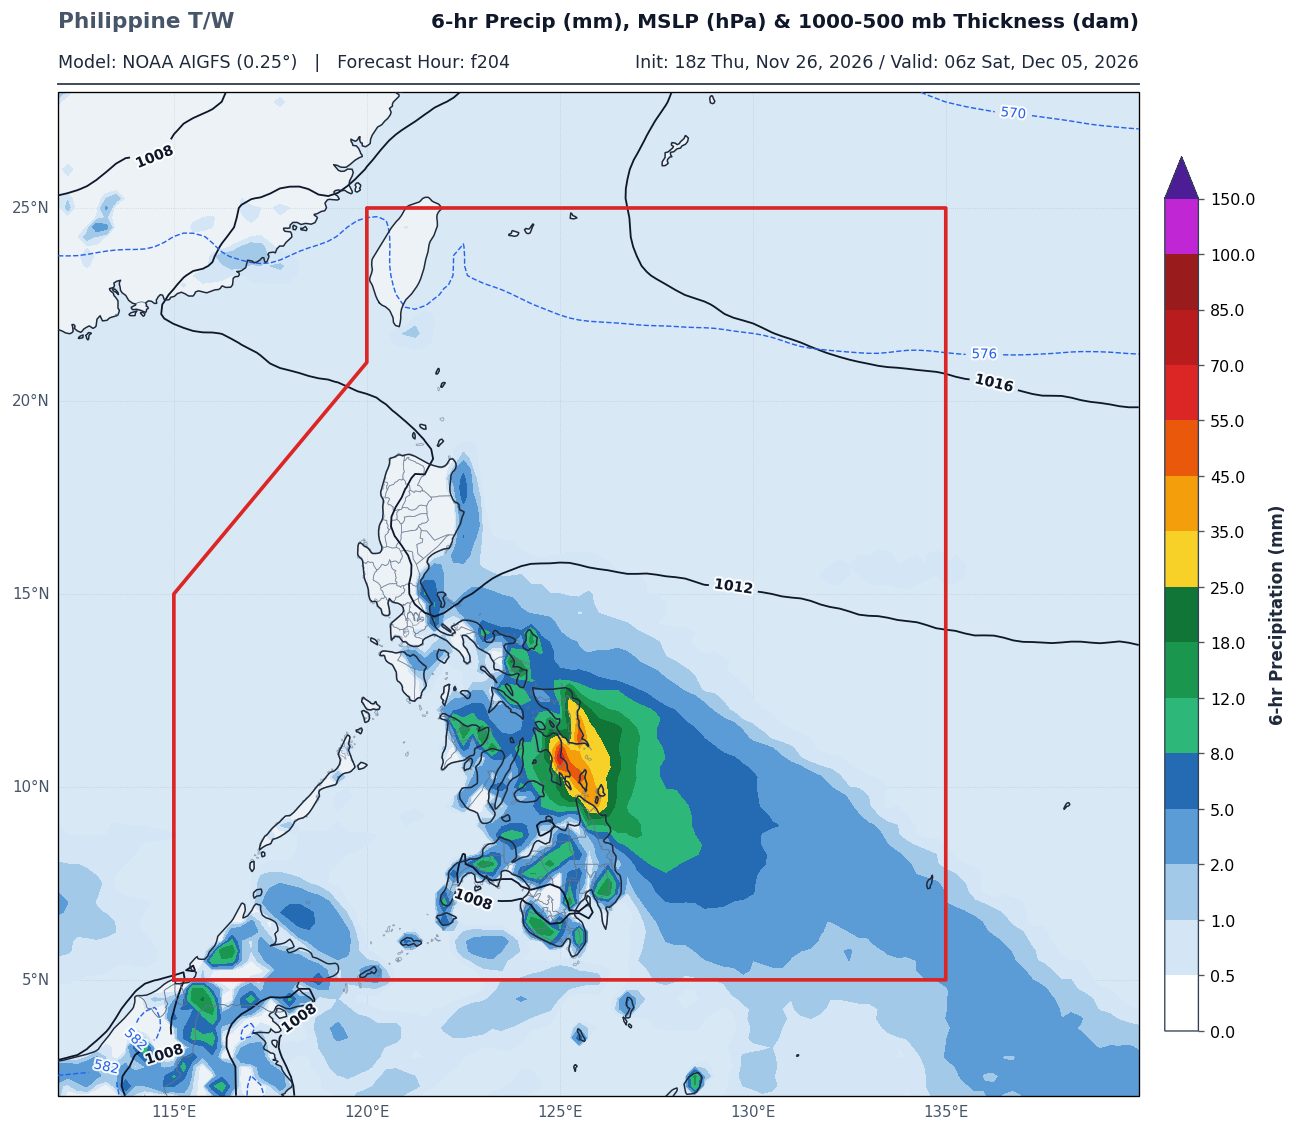 Philippine T/W
6-hr Precip (mm), MSLP (hPa) & 1000-500 mb Thickness (dam)
Model: NOAA AIGFS (0.25°) | Forecast Hour: f204
Init: 18z Thu, Nov 26, 2026 / Valid: 06z Sat, Dec 05, 2026
570
1008
576
1016
1012
1008
1008
582
1008
582
25°N
20°N
15°N
10°N
5°N
115°E
120°E
125°E
130°E
135°E
150.0
100.0
85.0
70.0
55.0
45.0
35.0
25.0
18.0
12.0
8.0
5.0
2.0
1.0
0.5
0.0
6-hr Precipitation (mm)